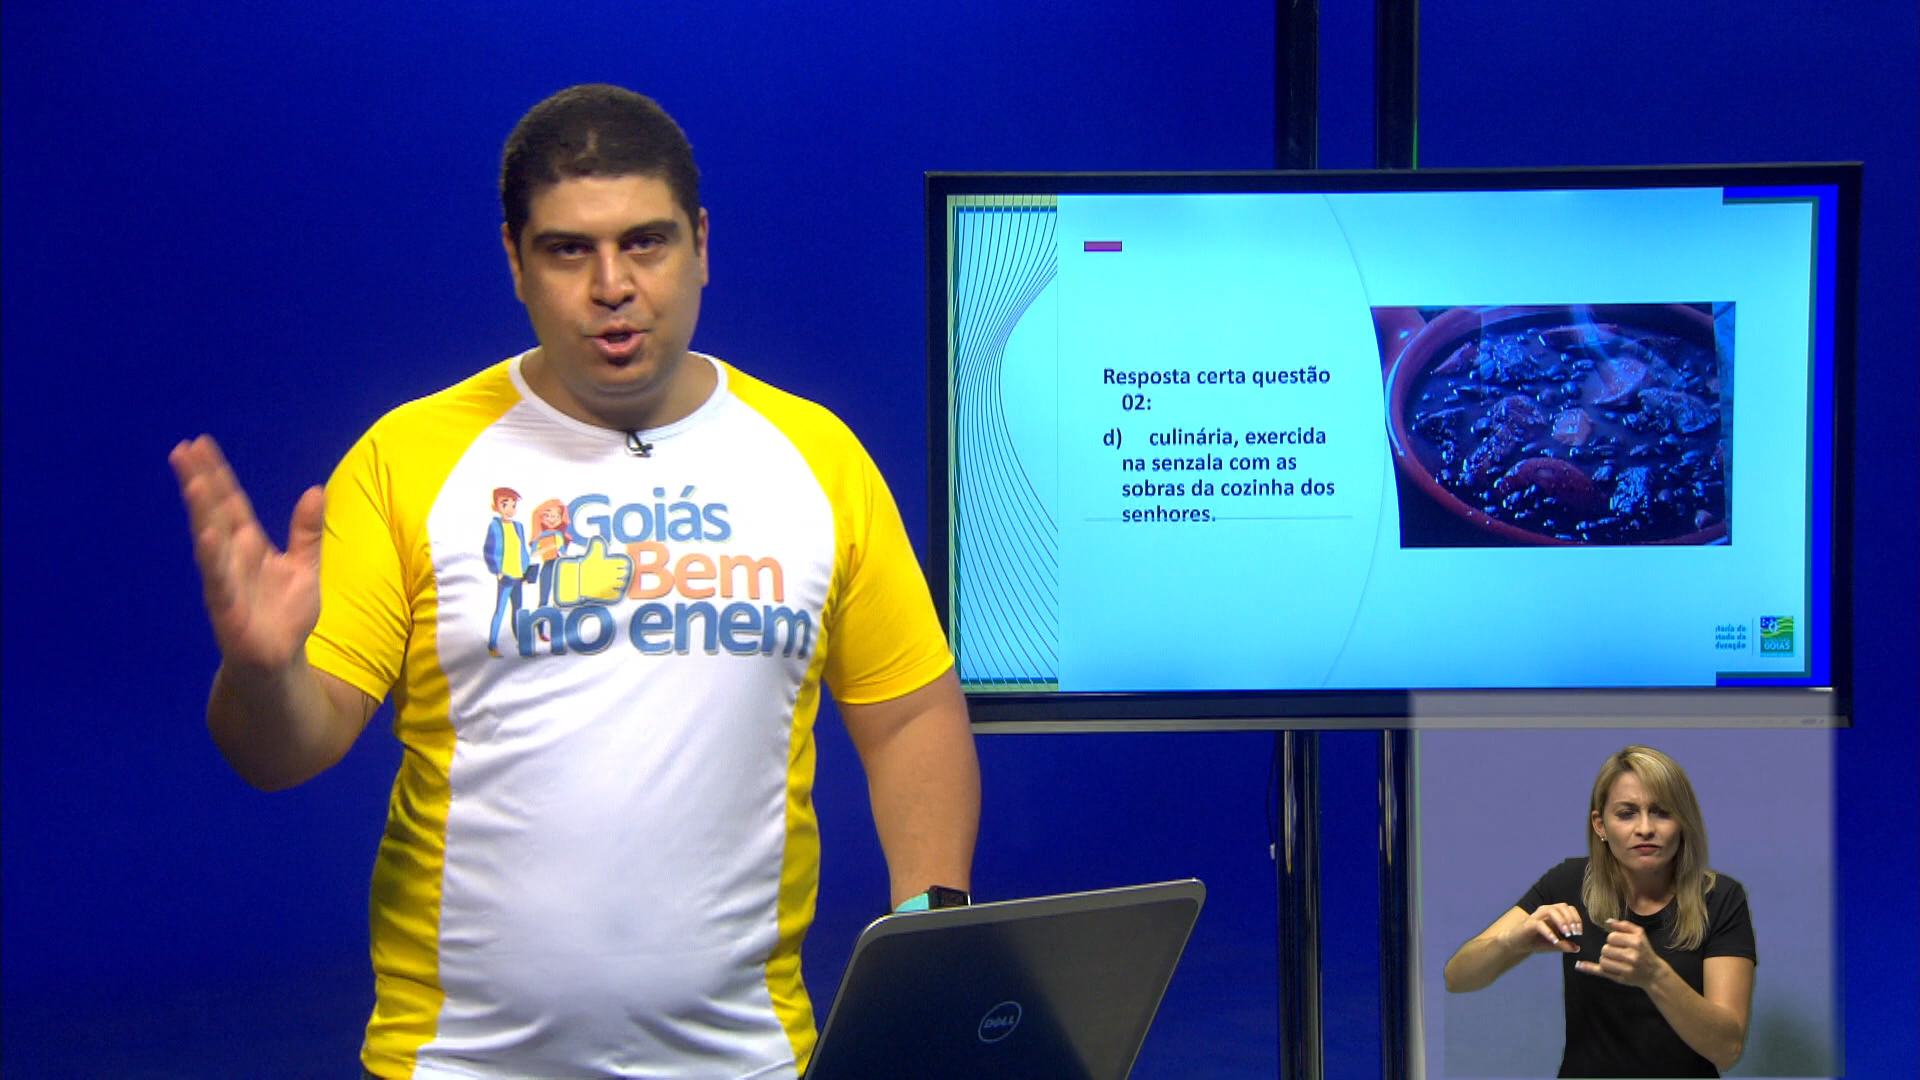 Goiás
Bem
no enem
Resposta certa questão
02:
d) culinária, exercida
na senzala com as
sobras da cozinha dos
senhores.
GOIÁS
DELL